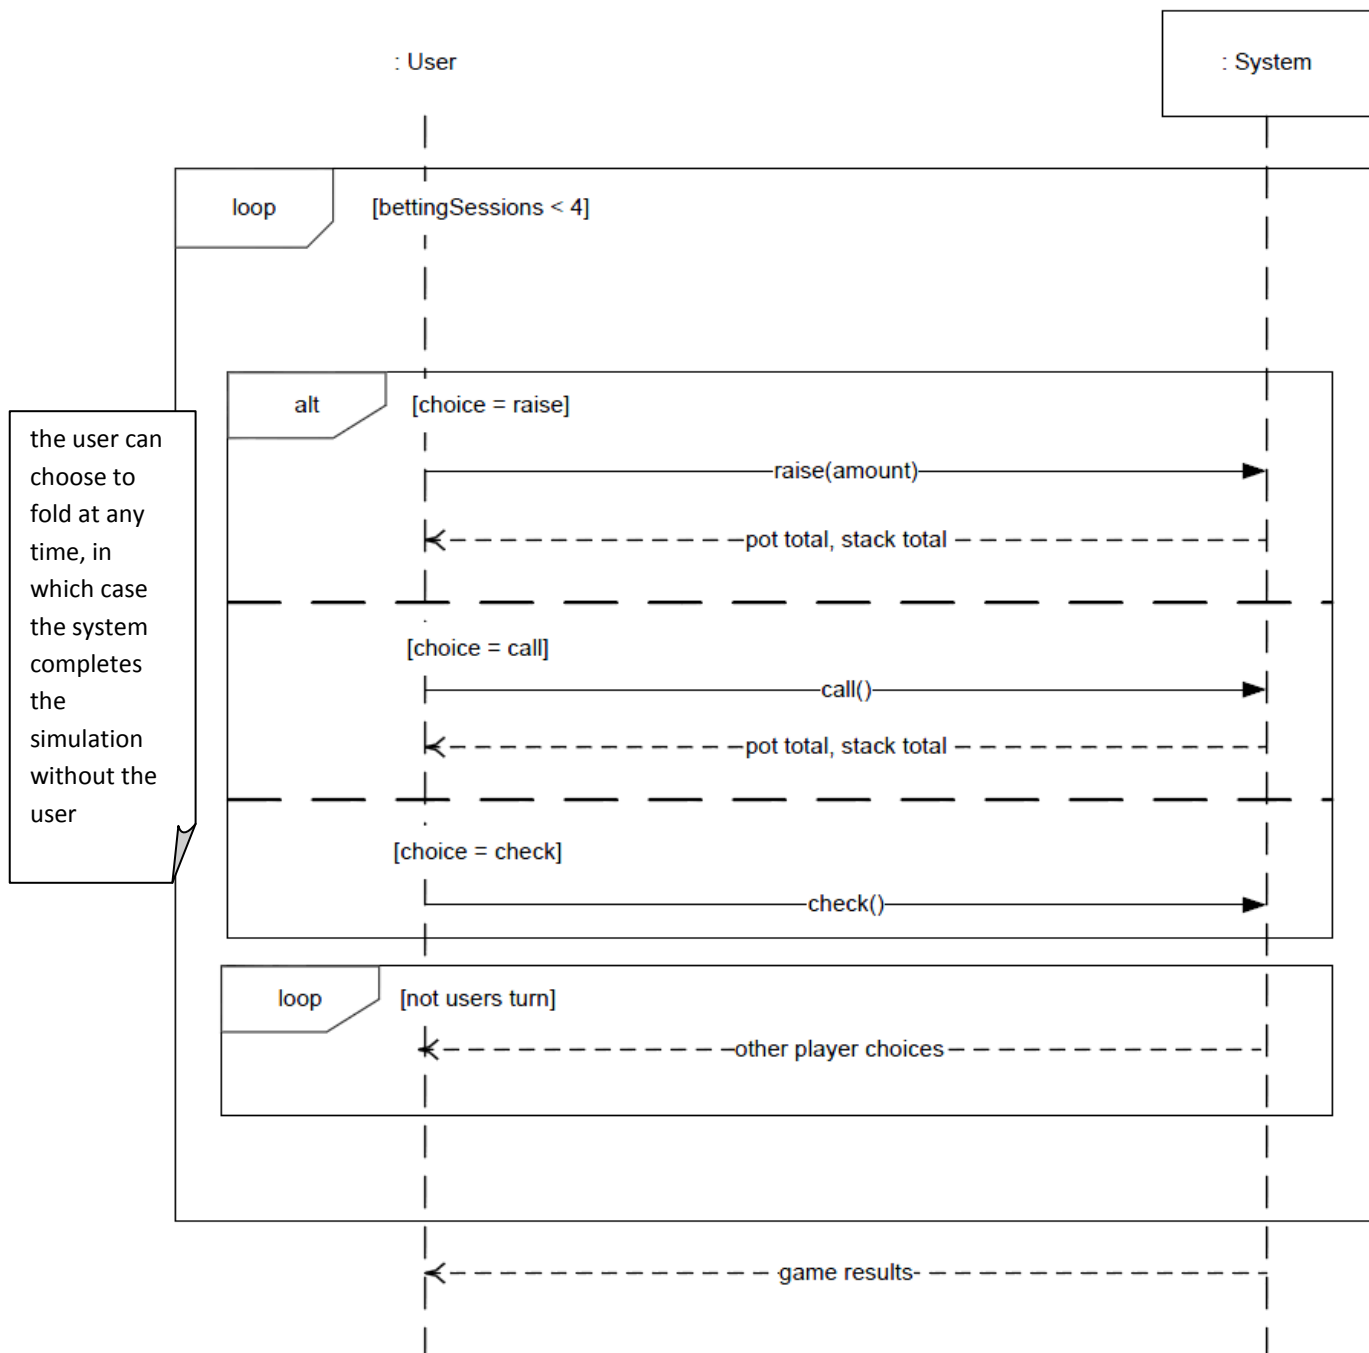 : User
: System
loop
[bettingSessions < 4]
alt
[choice = raise]
the user can
choose to
fold at any
time, in
which case
the system
completes
the
simulation
without the
user
raise(amount)
pot total, stack total
[choice = call]
call()
pot total, stack total
[choice = check]
check()
loop
[not users turn]
other player choices
game results